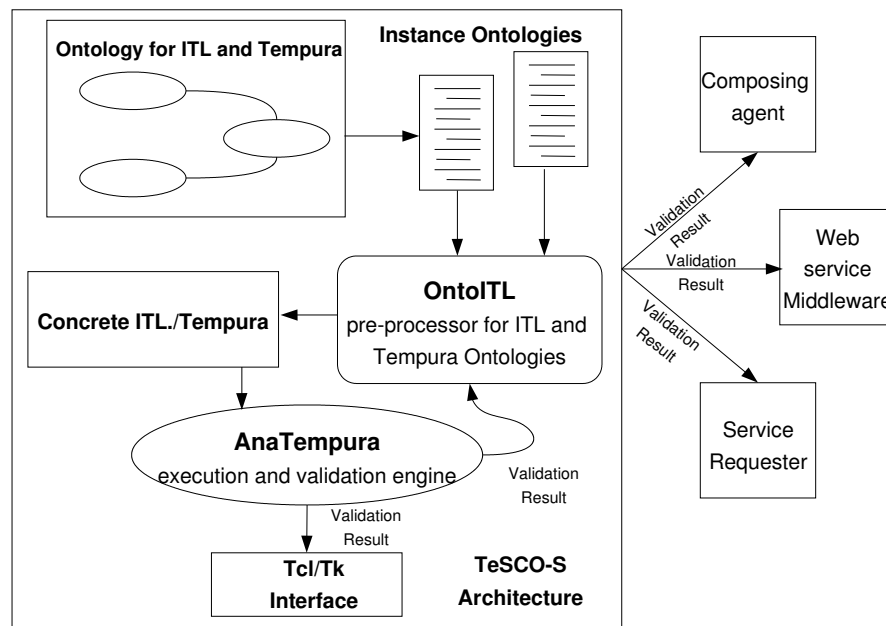 Ontology for ITL and Tempura
Instance Ontologies
Composing
agent
Validation
Result
Web
service
Middleware
Validation
Result
Validation
Result
Service
Requester
OntoITL
pre-processor for ITL and
Tempura Ontologies
Concrete ITL./Tempura
AnaTempura
execution and validation engine
Validation
Result
Validation
Result
Tcl/Tk
Interface
TeSCO-S
Architecture